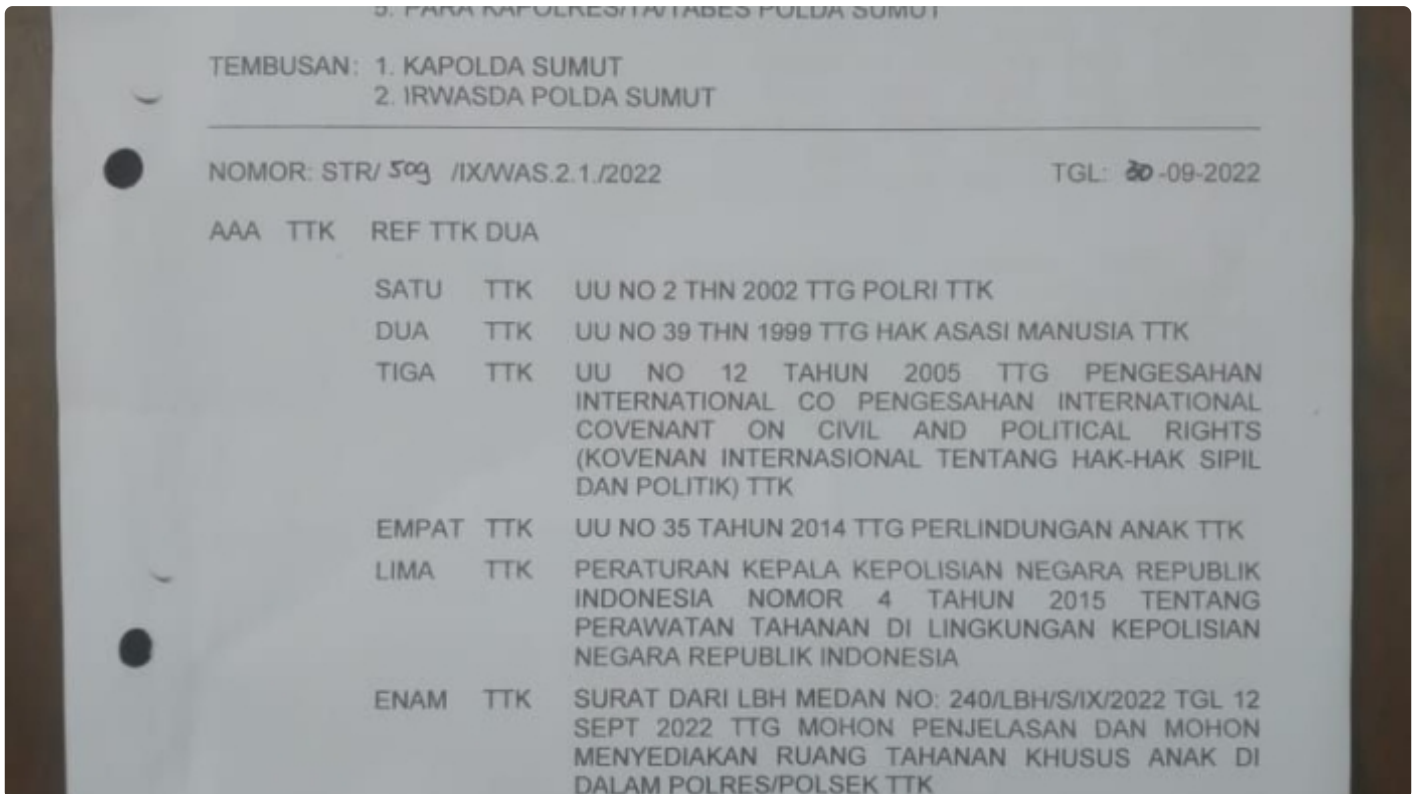 5. PARA KAPOLRES/TA/TABES POLDA SUMUT
TEMBUSAN: 1. KAPOLDA SUMUT
2. IRWASDA POLDA SUMUT
NOMOR: STR/ 509 /IX/WAS.2.1./2022 TGL: 30 -09-2022
AAA TTK REF TTK DUA
SATU TTK UU NO 2 THN 2002 TTG POLRI TTK
DUA TTK UU NO 39 THN 1999 TTG HAK ASASI MANUSIA TTK
TIGA TTK UU NO 12 TAHUN 2005 TTG PENGESAHAN
INTERNATIONAL CO PENGESAHAN INTERNATIONAL
COVENANT ON CIVIL AND POLITICAL RIGHTS
(KOVENAN INTERNASIONAL TENTANG HAK-HAK SIPIL
DAN POLITIK) TTK
EMPAT TTK UU NO 35 TAHUN 2014 TTG PERLINDUNGAN ANAK TTK
LIMA TTK PERATURAN KEPALA KEPOLISIAN NEGARA REPUBLIK
INDONESIA NOMOR 4 TAHUN 2015 TENTANG
PERAWATAN TAHANAN DI LINGKUNGAN KEPOLISIAN
NEGARA REPUBLIK INDONESIA
ENAM TTK SURAT DARI LBH MEDAN NO: 240/LBH/S/IX/2022 TGL 12
SEPT 2022 TTG MOHON PENJELASAN DAN MOHON
MENYEDIAKAN RUANG TAHANAN KHUSUS ANAK DI
DALAM POLRES/POLSEK TTK